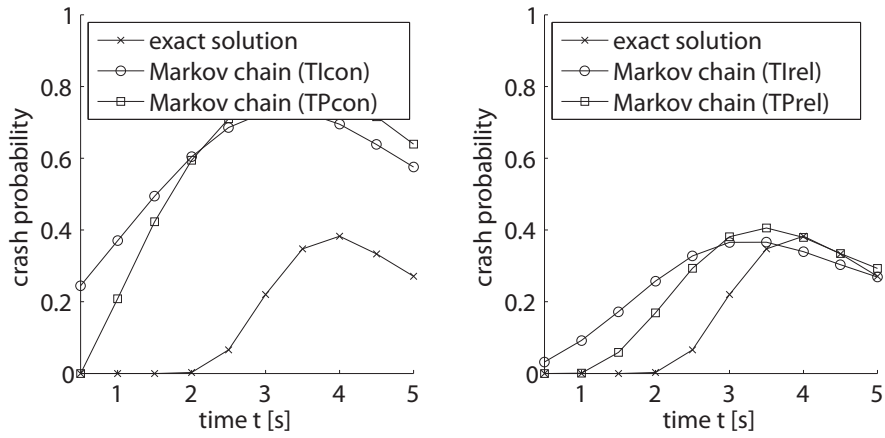 1
0.8
0.6
0.4
0.2
0
crash probability
exact solution
Markov chain (TIcon)
Markov chain (TPcon)
1 2 3 4 5
time t [s]
1
0.8
0.6
0.4
0.2
0
crash probability
exact solution
Markov chain (TIrel)
Markov chain (TPrel)
1 2 3 4 5
time t [s]